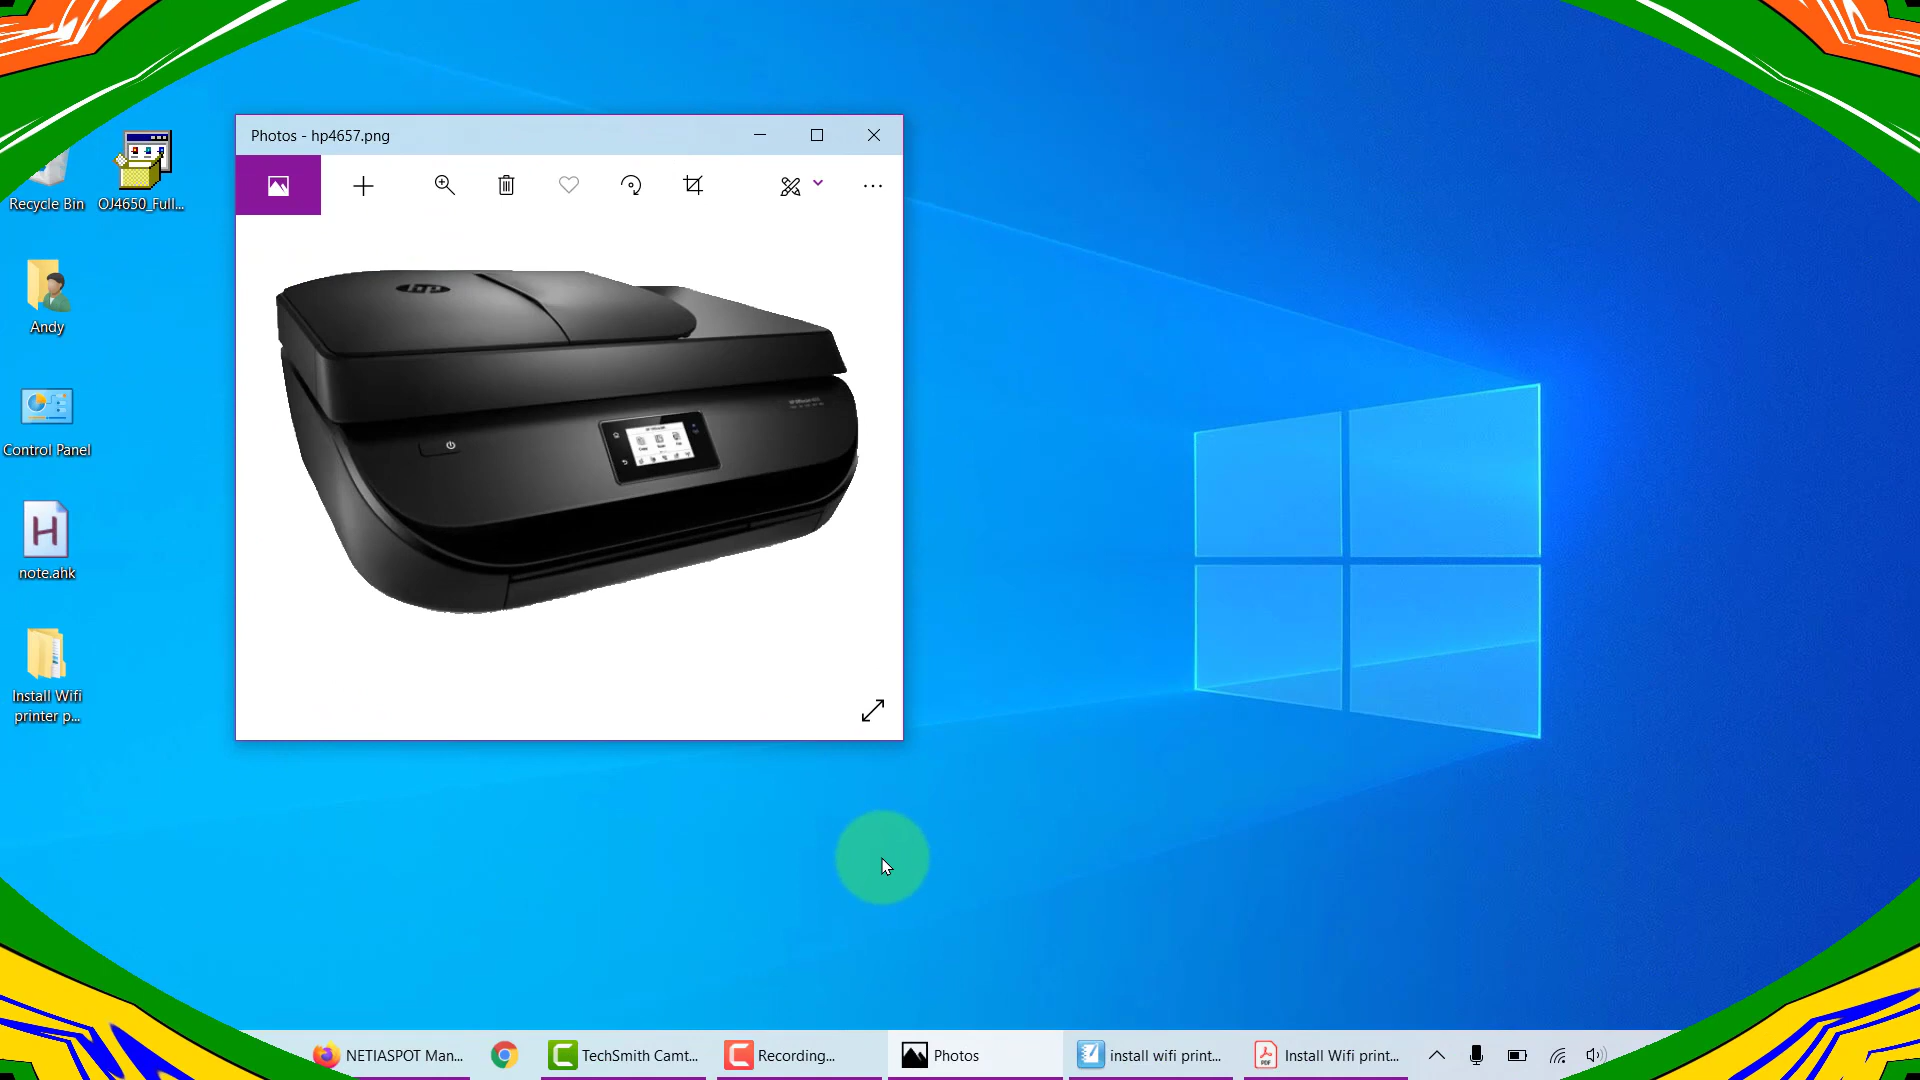 Photos - hp4657.png
Recycle Bin
OJ4650_Full...
Andy
Control Panel
note.ahk
Install Wifi
printer p...
hp
NETIASPOT Man...
TechSmith Camt...
Recording...
Photos
install wifi print...
Install Wifi print...